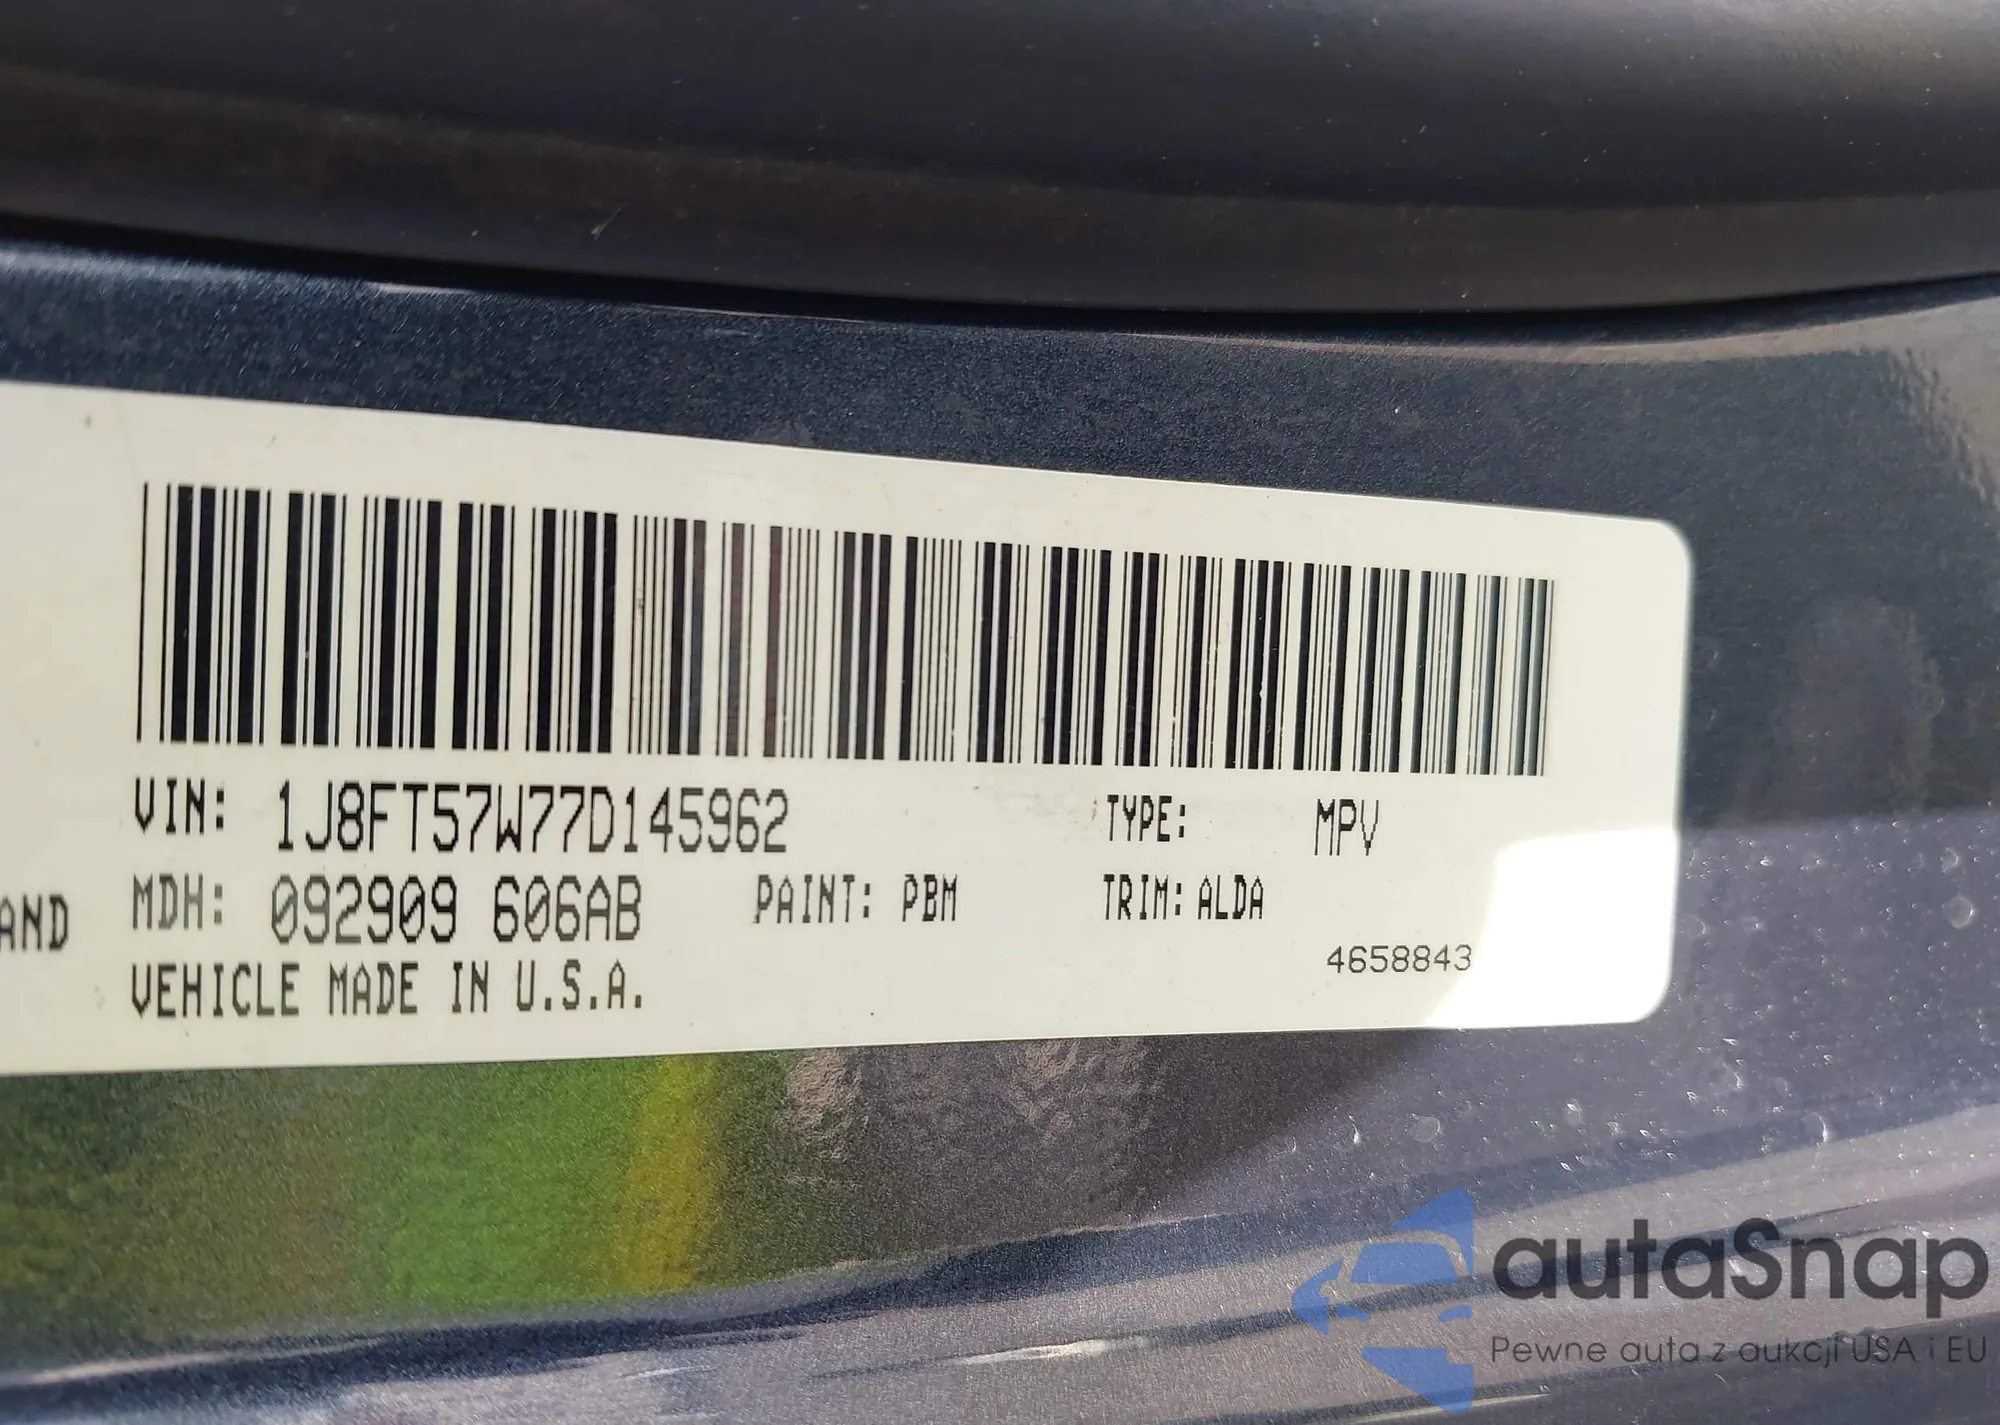 VIN: 1J8FT57W77D145962 TYPE: MPV
AND MDH: 092909 606AB PAINT: PBM TRIM: ALDA
4658843
VEHICLE MADE IN U.S.A.
autaSnap
Pewne auta z aukcji USA i EU